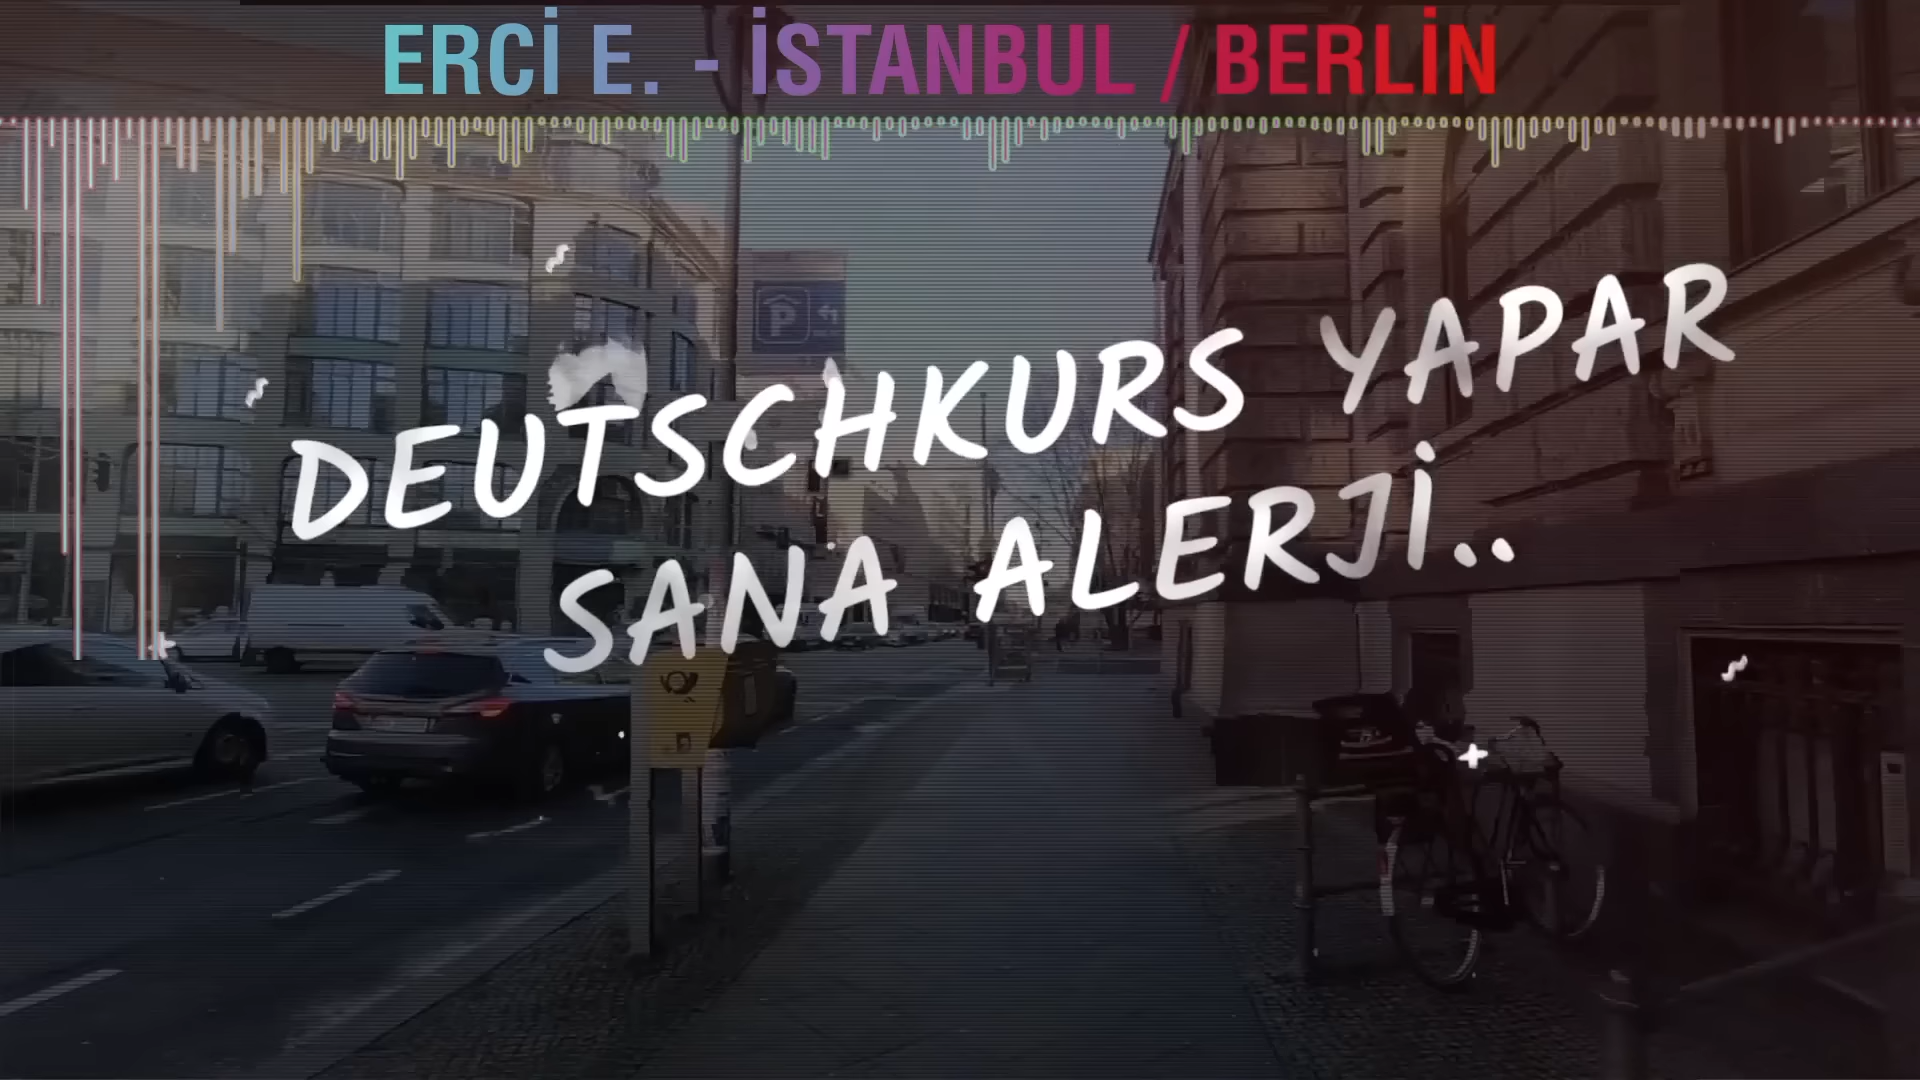 ERCİ E. - İSTANBUL / BERLİN
P
DEUTSCHKURS YAPAR
SANA ALERJİ..